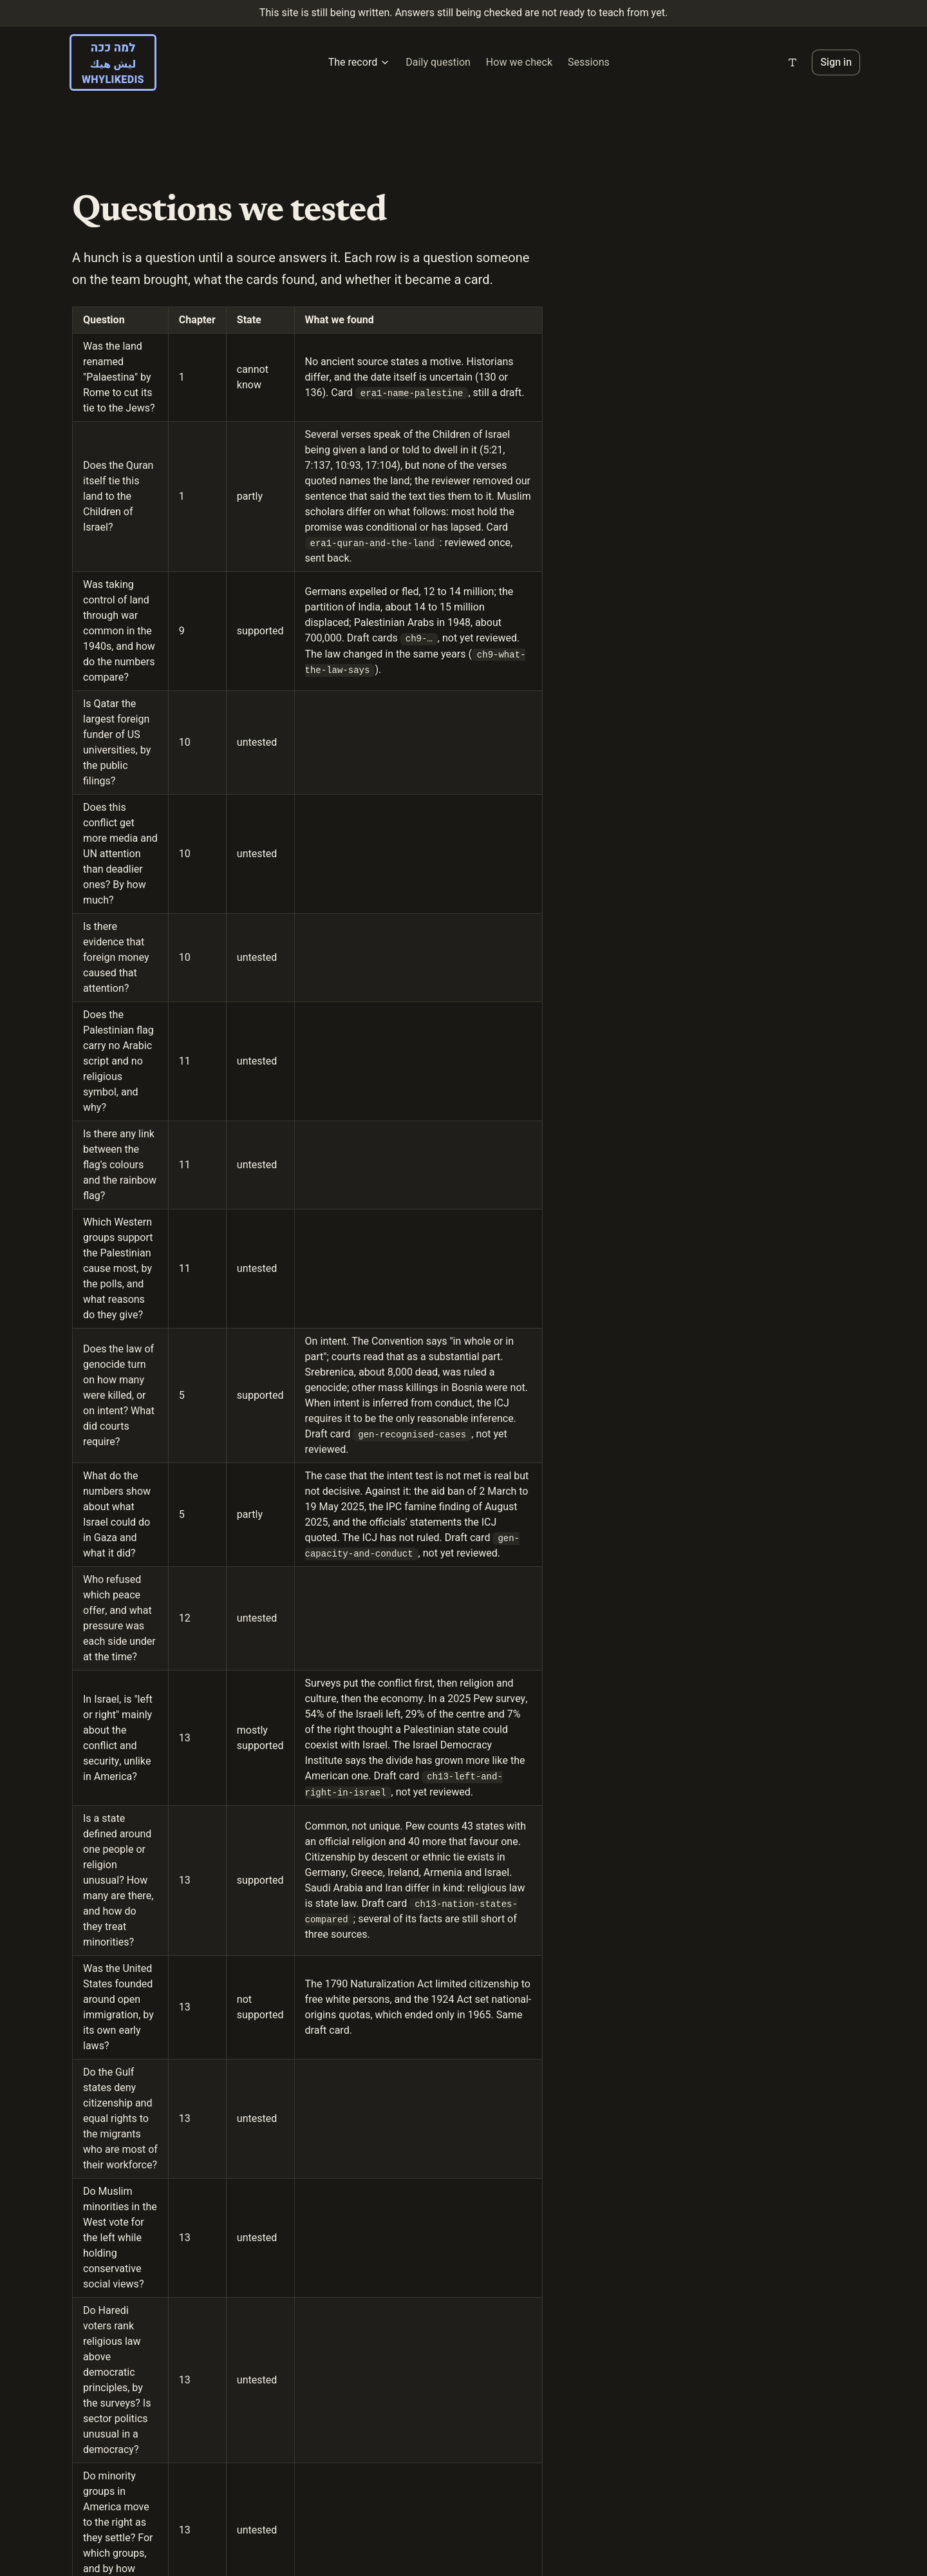 This site is still being written. Answers still being checked are not ready to teach from yet.
למה ככה
ليش هيك
WHYLIKEDIS
The record
Daily question
How we check
Sessions
Sign in
Questions we tested
A hunch is a question until a source answers it. Each row is a question someone
on the team brought, what the cards found, and whether it became a card.
Question
Chapter
State
What we found
Was the land
renamed
"Palaestina" by
Rome to cut its
tie to the Jews?
1
cannot
know
No ancient source states a motive. Historians
differ, and the date itself is uncertain (130 or
136). Card era1-name-palestine, still a draft.
Does the Quran
itself tie this
land to the
Children of
Israel?
1
partly
Several verses speak of the Children of Israel
being given a land or told to dwell in it (5:21,
7:137, 10:93, 17:104), but none of the verses
quoted names the land; the reviewer removed our
sentence that said the text ties them to it. Muslim
scholars differ on what follows: most hold the
promise was conditional or has lapsed. Card
era1-quran-and-the-land: reviewed once,
sent back.
Was taking
control of land
through war
common in the
1940s, and how
do the numbers
compare?
9
supported
Germans expelled or fled, 12 to 14 million; the
partition of India, about 14 to 15 million
displaced; Palestinian Arabs in 1948, about
700,000. Draft cards ch9-…, not yet reviewed.
The law changed in the same years (ch9-what-
the-law-says).
Is Qatar the
largest foreign
funder of US
universities, by
the public
filings?
10
untested
Does this
conflict get
more media and
UN attention
than deadlier
ones? By how
much?
10
untested
Is there
evidence that
foreign money
caused that
attention?
10
untested
Does the
Palestinian flag
carry no Arabic
script and no
religious
symbol, and
why?
11
untested
Is there any link
between the
flag's colours
and the rainbow
flag?
11
untested
Which Western
groups support
the Palestinian
cause most, by
the polls, and
what reasons
do they give?
11
untested
Does the law of
genocide turn
on how many
were killed, or
on intent? What
did courts
require?
5
supported
On intent. The Convention says "in whole or in
part"; courts read that as a substantial part.
Srebrenica, about 8,000 dead, was ruled a
genocide; other mass killings in Bosnia were not.
When intent is inferred from conduct, the ICJ
requires it to be the only reasonable inference.
Draft card gen-recognised-cases, not yet
reviewed.
What do the
numbers show
about what
Israel could do
in Gaza and
what it did?
5
partly
The case that the intent test is not met is real but
not decisive. Against it: the aid ban of 2 March to
19 May 2025, the IPC famine finding of August
2025, and the officials' statements the ICJ
quoted. The ICJ has not ruled. Draft card gen-
capacity-and-conduct, not yet reviewed.
Who refused
which peace
offer, and what
pressure was
each side under
at the time?
12
untested
In Israel, is "left
or right" mainly
about the
conflict and
security, unlike
in America?
13
mostly
supported
Surveys put the conflict first, then religion and
culture, then the economy. In a 2025 Pew survey,
54% of the Israeli left, 29% of the centre and 7%
of the right thought a Palestinian state could
coexist with Israel. The Israel Democracy
Institute says the divide has grown more like the
American one. Draft card ch13-left-and-
right-in-israel, not yet reviewed.
Is a state
defined around
one people or
religion
unusual? How
many are there,
and how do
they treat
minorities?
13
supported
Common, not unique. Pew counts 43 states with
an official religion and 40 more that favour one.
Citizenship by descent or ethnic tie exists in
Germany, Greece, Ireland, Armenia and Israel.
Saudi Arabia and Iran differ in kind: religious law
is state law. Draft card ch13-nation-states-
compared; several of its facts are still short of
three sources.
Was the United
States founded
around open
immigration, by
its own early
laws?
13
not
supported
The 1790 Naturalization Act limited citizenship to
free white persons, and the 1924 Act set national-
origins quotas, which ended only in 1965. Same
draft card.
Do the Gulf
states deny
citizenship and
equal rights to
the migrants
who are most of
their workforce?
13
untested
Do Muslim
minorities in the
West vote for
the left while
holding
conservative
social views?
13
untested
Do Haredi
voters rank
religious law
above
democratic
principles, by
the surveys? Is
sector politics
unusual in a
democracy?
13
untested
Do minority
groups in
America move
to the right as
they settle? For
which groups,
and by how
13
untested